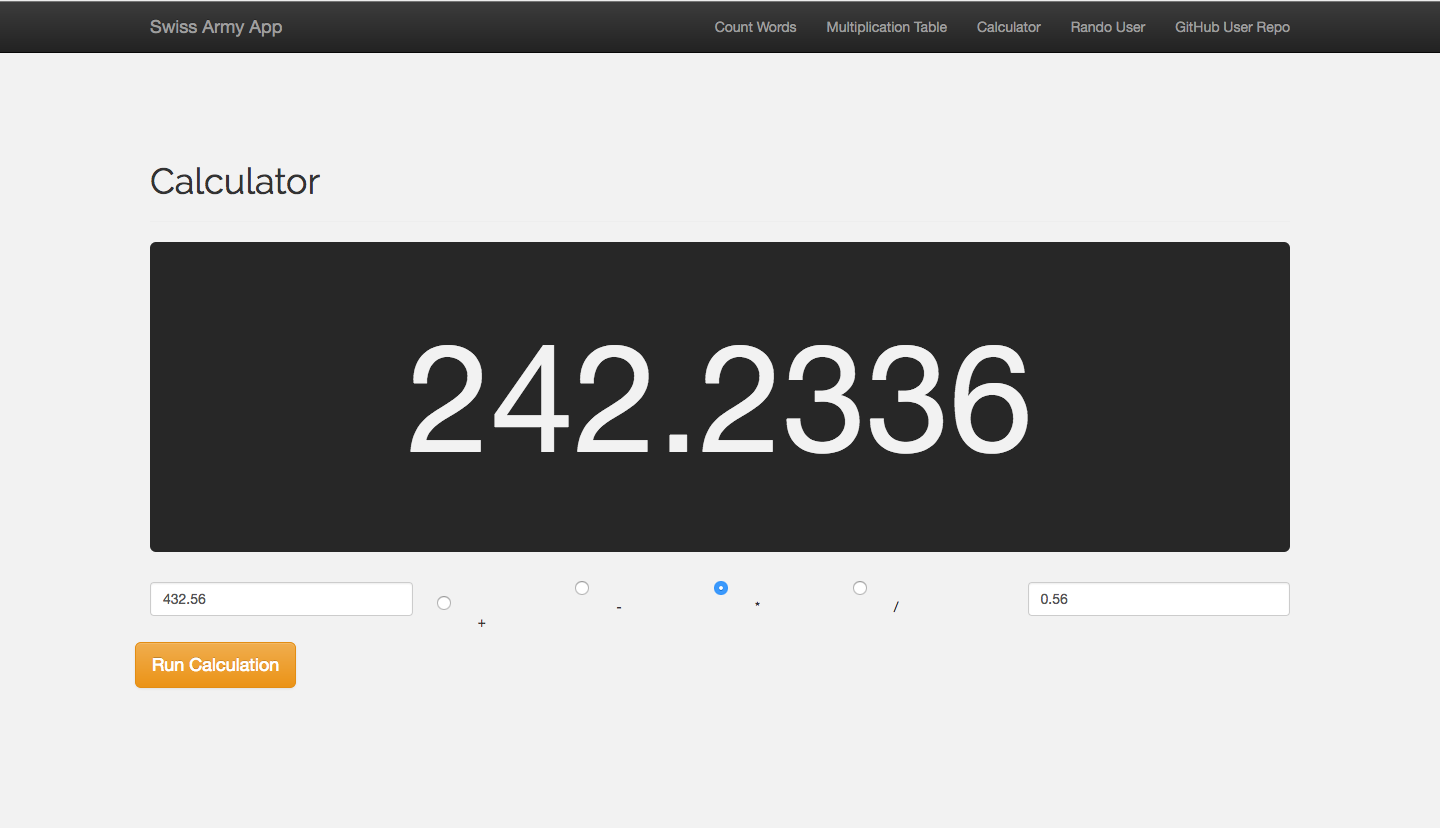 Swiss Army App Count Words Multiplication Table Calculator Rando User GitHub User Repo
Calculator
242.2336
432.56 + - * / 0.56
Run Calculation